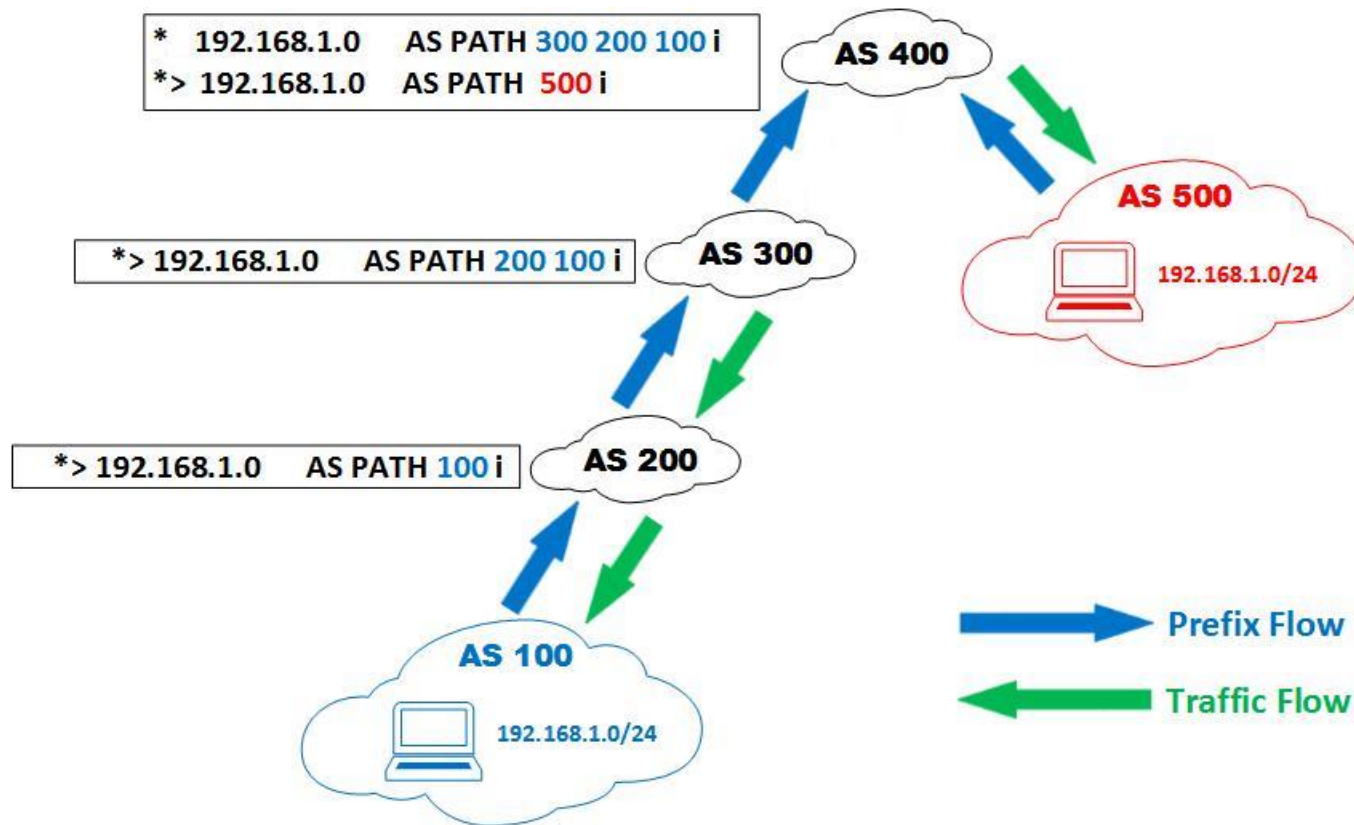 * 192.168.1.0 AS PATH 300 200 100 i
*> 192.168.1.0 AS PATH 500 i
AS 400
AS 500
192.168.1.0/24
*> 192.168.1.0 AS PATH 200 100 i
AS 300
*> 192.168.1.0 AS PATH 100 i
AS 200
AS 100
192.168.1.0/24
Prefix Flow
Traffic Flow